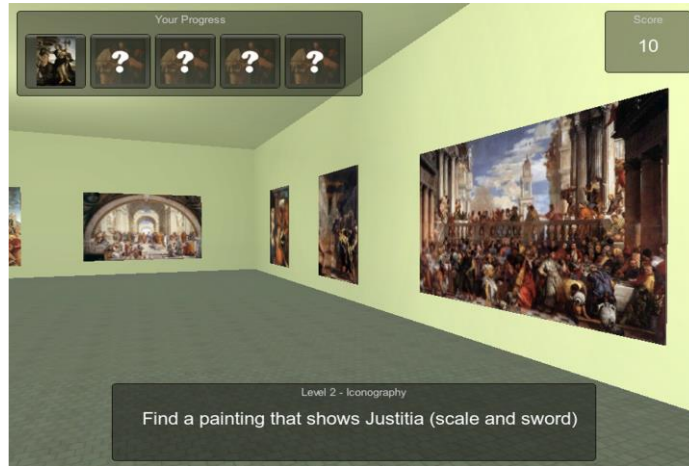 Your Progress
? ? ? ?
Score
10
Level 2 - Iconography
Find a painting that shows Justitia (scale and sword)